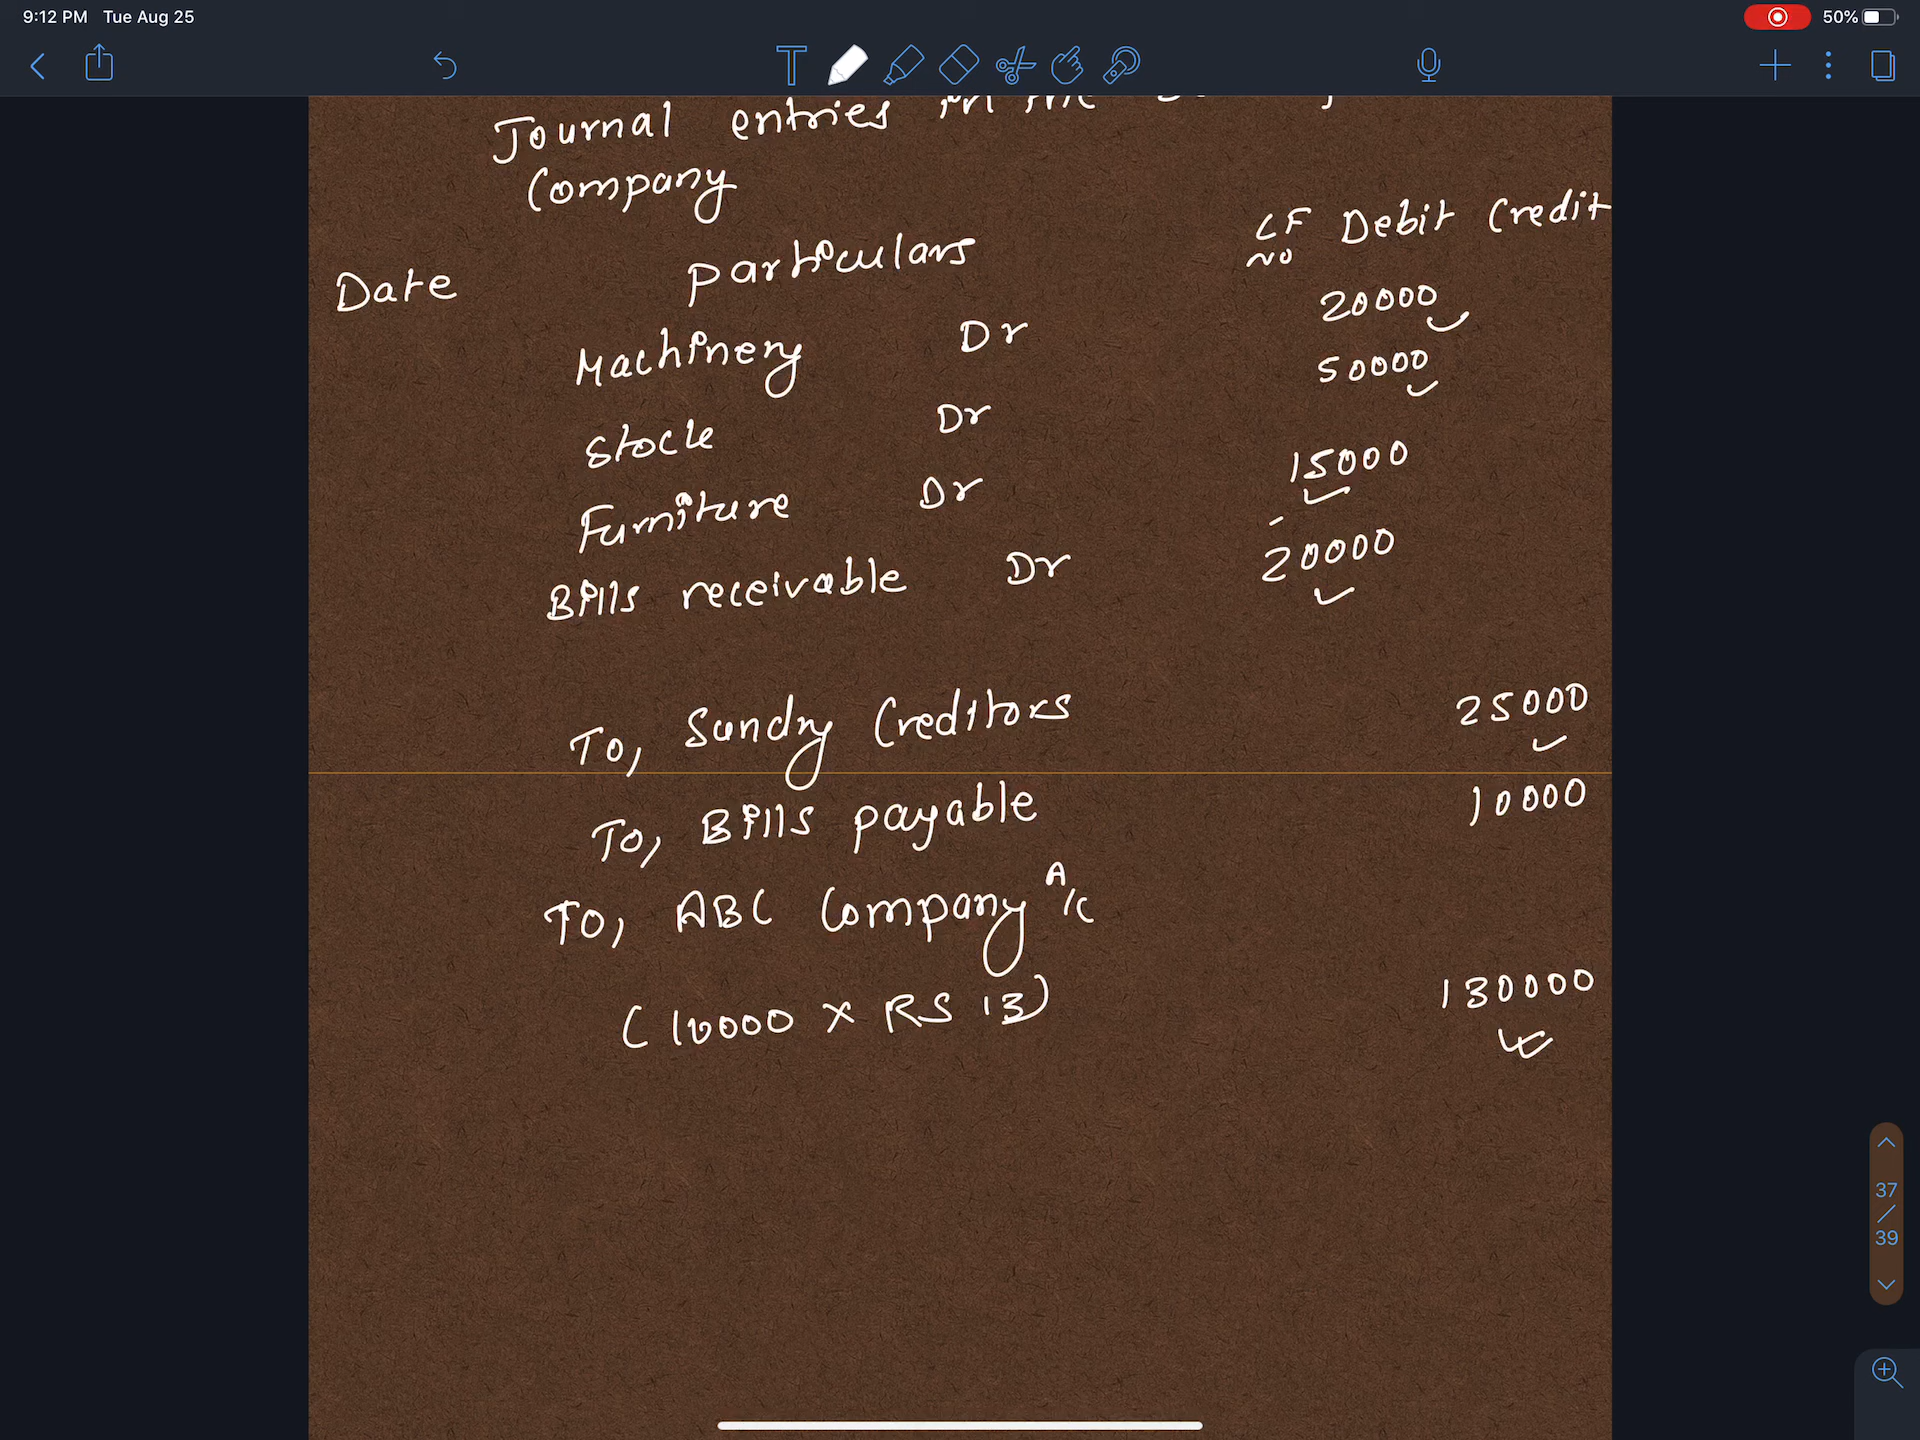 9:12 PM Tue Aug 25
50%
Journal entries in the
Company
Date Particulars LF NO Debit Credit
Machinery Dr 20000
Stock Dr 50000
Furniture Dr 15000
Bills receivable Dr 20000
To, Sundry Creditors 25000
To, Bills payable 10000
To, ABC Company A/c
(10000 x RS 13) 130000
37
/
39